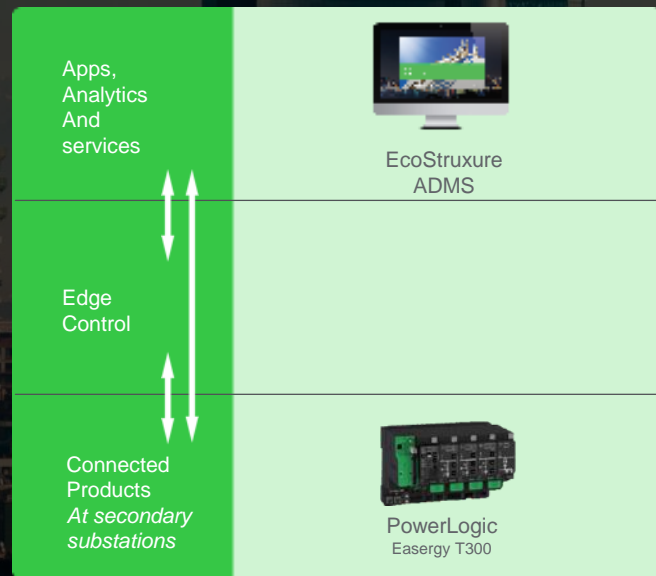 Apps,
Analytics
And
services
EcoStruxure
ADMS
Edge
Control
Connected
Products
At secondary
substations
PowerLogic
Easergy T300